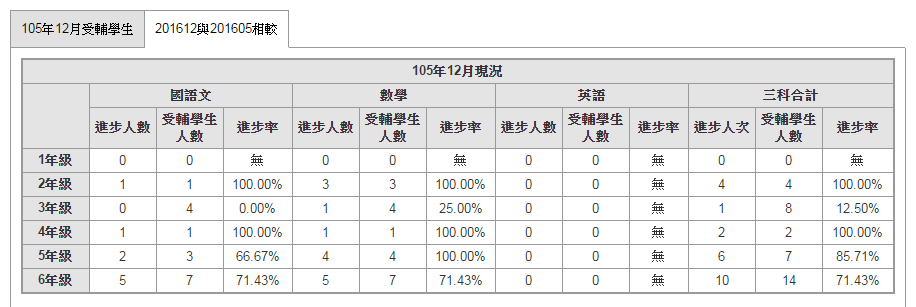 105年12月受輔學生 201612與201605相較
105年12月現況
國語文 數學 英語 三科合計
進步人數 受輔學生人數 進步率 進步人數 受輔學生人數 進步率 進步人數 受輔學生人數 進步率 進步人次 受輔學生人數 進步率
1年級 0 0 無 0 0 無 0 0 無 0 0 無
2年級 1 1 100.00% 3 3 100.00% 0 0 無 4 4 100.00%
3年級 0 4 0.00% 1 4 25.00% 0 0 無 1 8 12.50%
4年級 1 1 100.00% 1 1 100.00% 0 0 無 2 2 100.00%
5年級 2 3 66.67% 4 4 100.00% 0 0 無 6 7 85.71%
6年級 5 7 71.43% 5 7 71.43% 0 0 無 10 14 71.43%